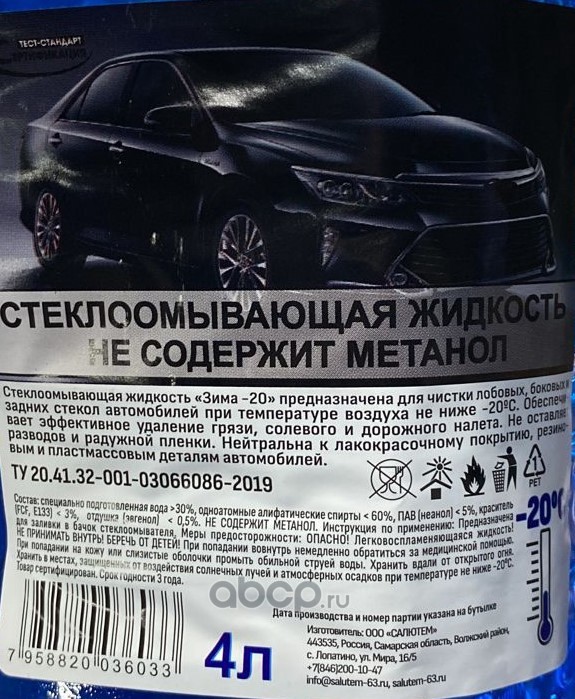 ТЕСТ-СТАНДАРТ
СТЕКЛООМЫВАЮЩАЯ ЖИДКОСТЬ
НЕ СОДЕРЖИТ МЕТАНОЛ
Стеклоомывающая жидкость «Зима -20» предназначена для чистки лобовых, боковых и
задних стекол автомобилей при температуре воздуха не ниже -20ºС. Обеспечи
вает эффективное удаление грязи, солевого и дорожного налета. Не оставляе
разводов и радужной пленки. Нейтральна к лакокрасочному покрытию, резино-
вым и пластмассовым деталям автомобилей.
ТУ 20.41.32-001-03066086-2019
1
PET
Состав: специально подготовленная вода >30%, одноатомные алифатические спирты < 60%, ПАВ (неанол) < 5%, краситель
(FCF, E133) < 3%, отдушка (эвгенол) < 0,5%. НЕ СОДЕРЖИТ МЕТАНОЛ. Инструкция по применению: Предназначена
для заливки в бачок стеклоомывателя. Меры предосторожности: ОПАСНО! Легковоспламеняющаяся жидкость!
НЕ ПРИНИМАТЬ ВНУТРЬ! БЕРЕЧЬ ОТ ДЕТЕЙ! При попадании вовнутрь немедленно обратиться за медицинской помощью.
При попадании на кожу или слизистые оболочки промыть обильной струей воды. Хранить вдали от открытого огня.
Хранить в местах, защищенных от воздействия солнечных лучей и атмосферных осадков при температуре не ниже -20ºС.
Товар сертифицирован. Срок годности 3 года.
-20ºС
abcp.ru
Дата производства и номер партии указана на бутылке
Изготовитель: ООО «САЛЮТЕМ»
443535, Россия, Самарская область, Волжский район,
с. Лопатино, ул. Мира, 16/5
+7(846)200-10-47
info@salutem-63.ru, salutem-63.ru
7 958820 036033
4л